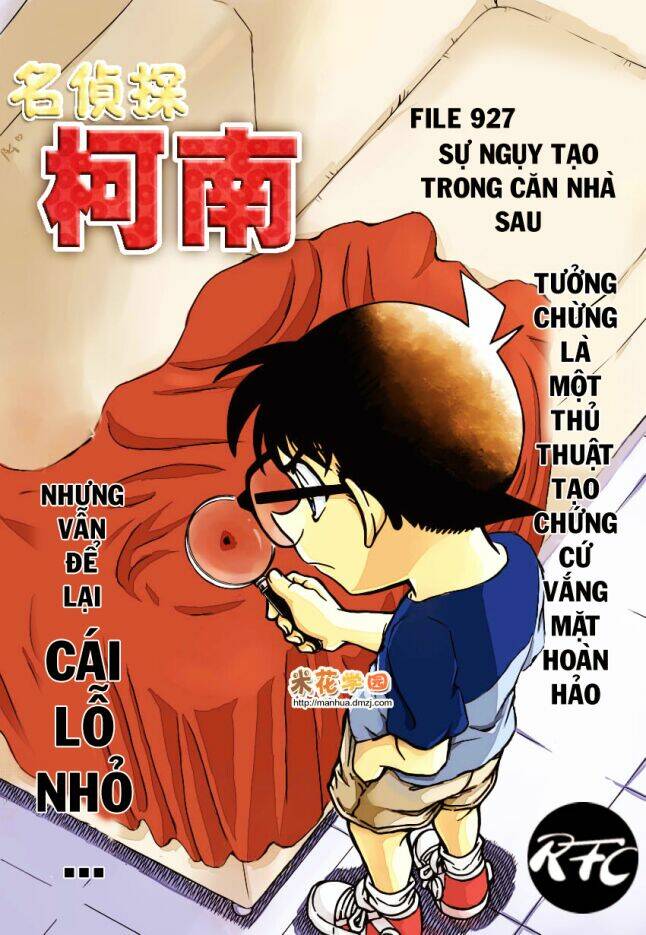 名侦探
柯南
FILE 927
SỰ NGỤY TẠO
TRONG CĂN NHÀ
SAU
TƯỞNG
CHỪNG
LÀ
MỘT
THỦ
THUẬT
TẠO
CHỨNG
CỨ
VẮNG
MẶT
HOÀN
HẢO
NHƯNG
VẪN
ĐỂ
LẠI
CÁI
LỖ
NHỎ
...
米花学园
http://manhua.dmzj.com
RFC